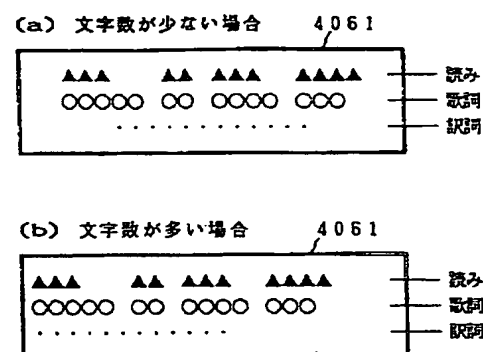 (a) 文字数が少ない場合 4061
▲▲▲ ▲▲ ▲▲▲ ▲▲▲▲ 読み
○○○○○ ○○ ○○○○ ○○○ 歌詞
・・・・・・・・・・・・ 訳詞
(b) 文字数が多い場合 4061
▲▲▲ ▲▲ ▲▲▲ ▲▲▲▲ 読み
○○○○○ ○○ ○○○○ ○○○ 歌詞
・・・・・・・・・・・・ 訳詞